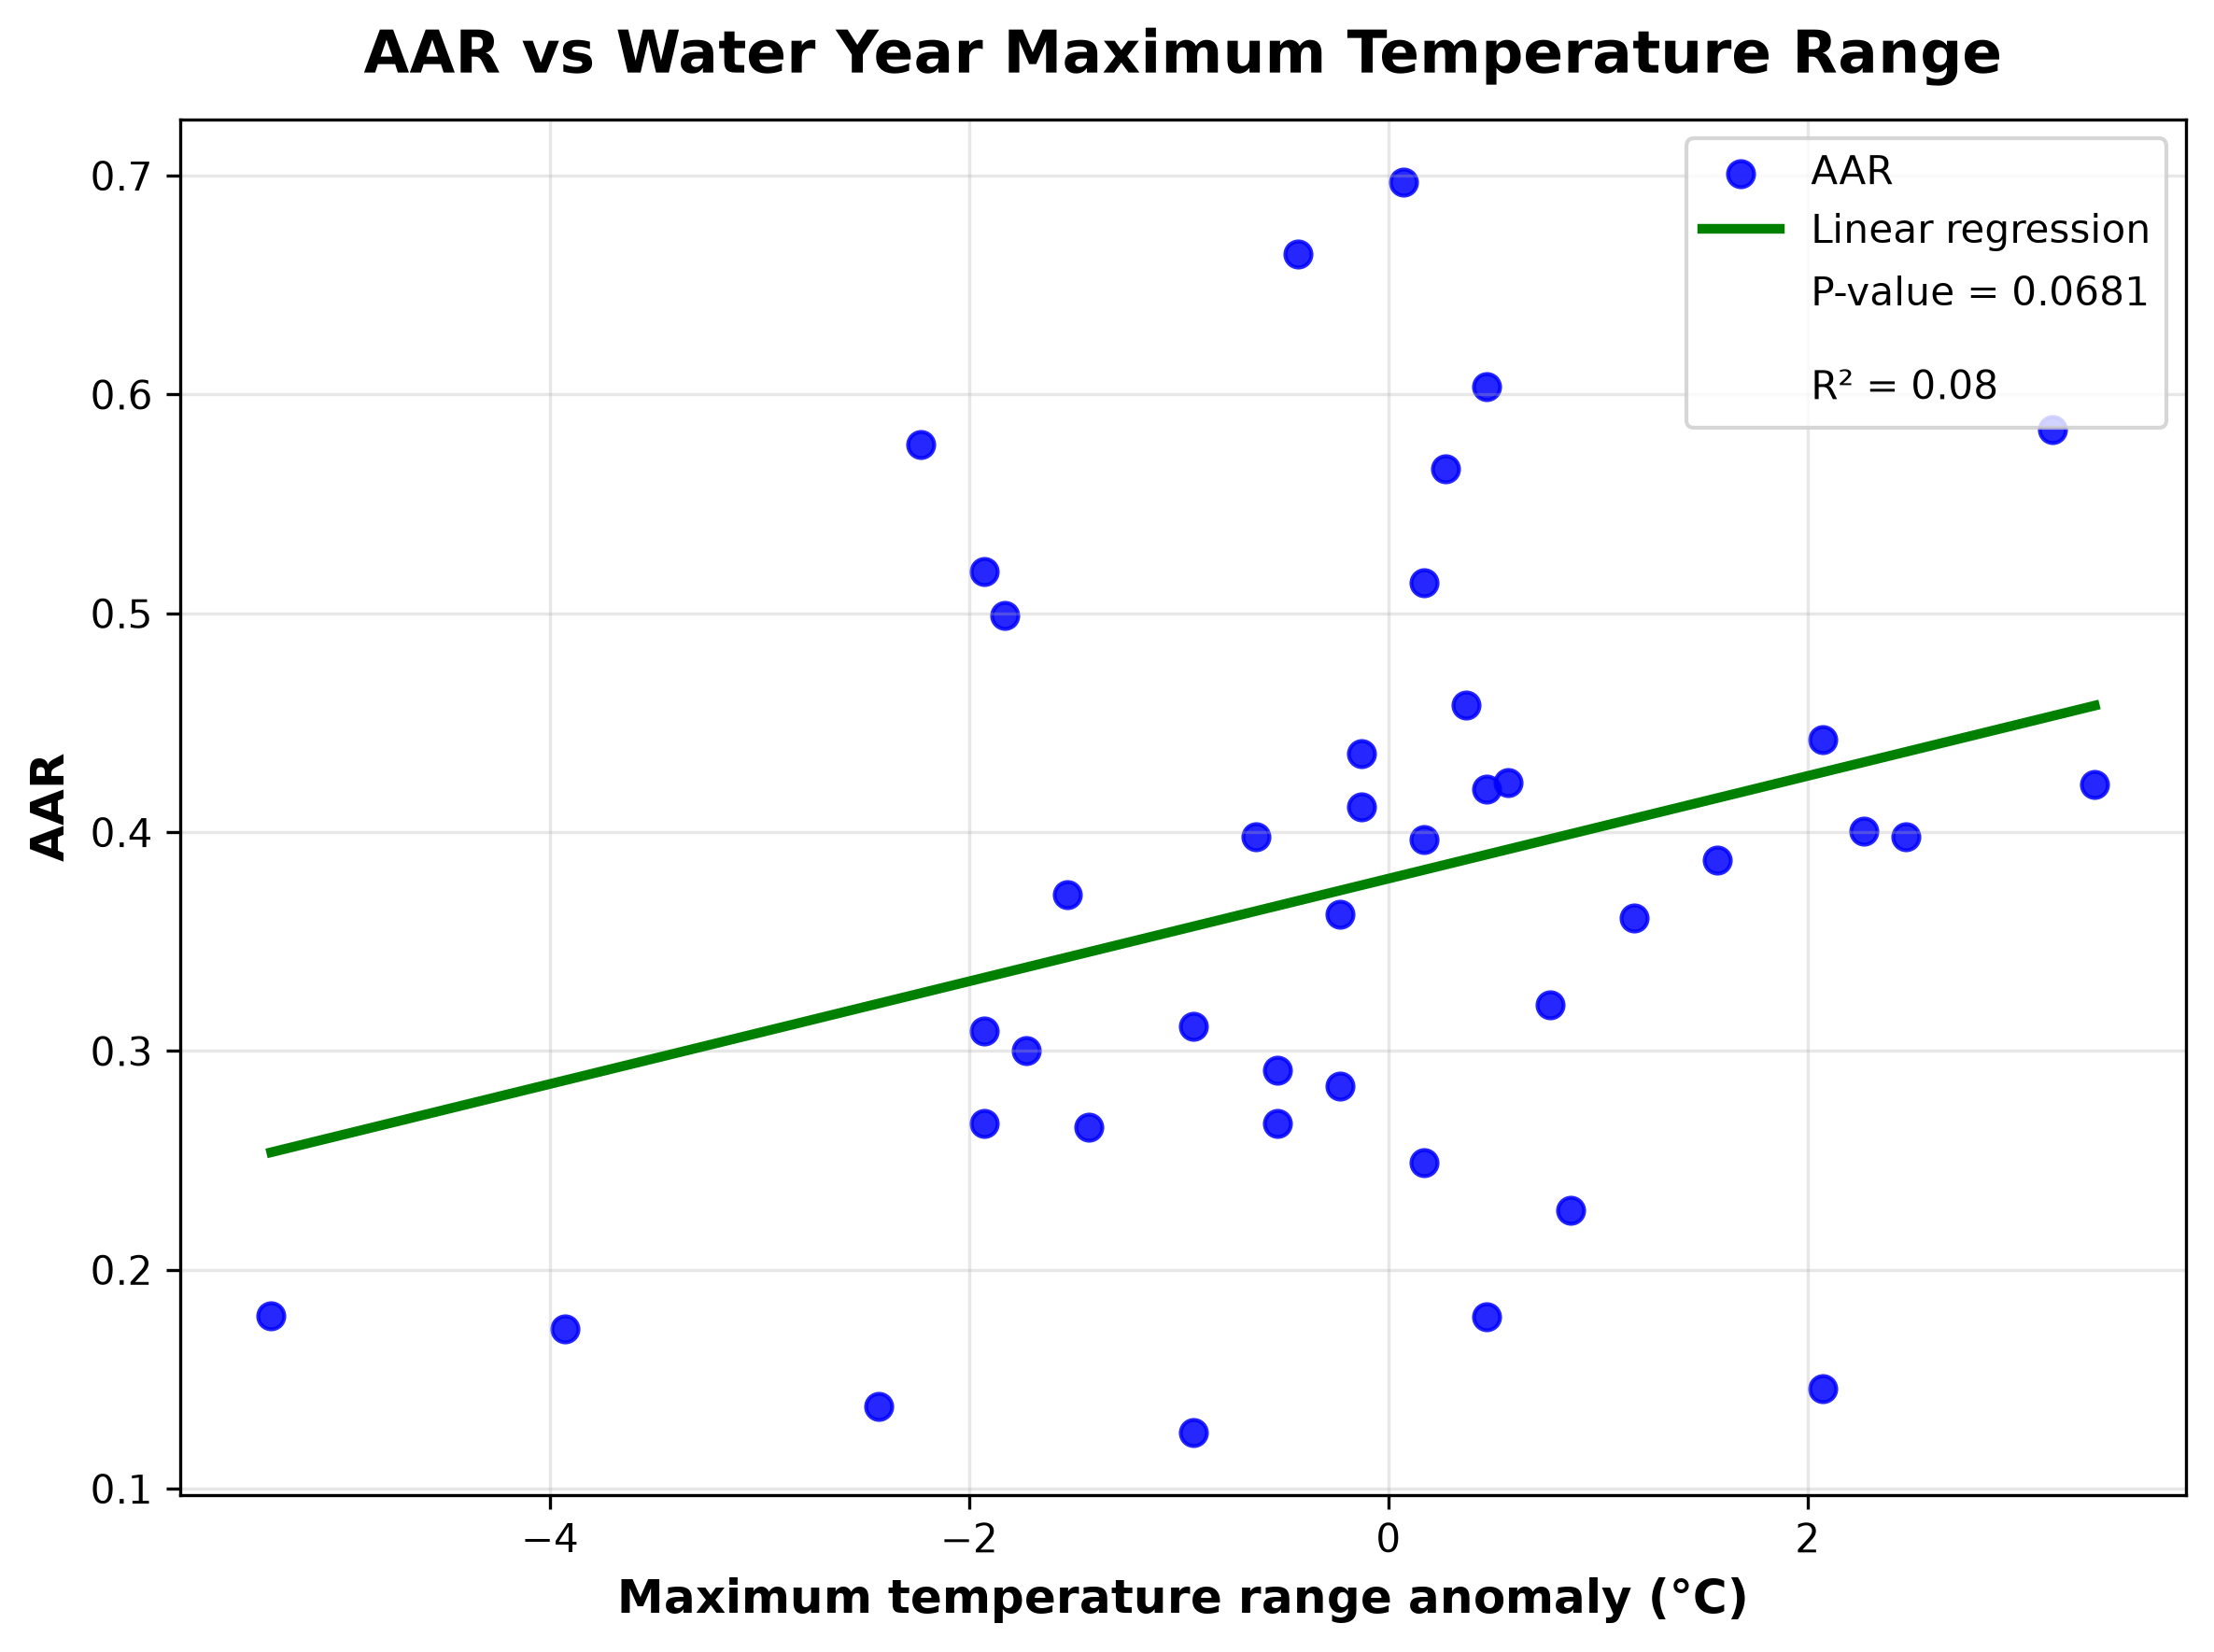 AAR vs Water Year Maximum Temperature Range
AAR
Linear regression
P-value = 0.0681
R² = 0.08
AAR
0.7
0.6
0.5
0.4
0.3
0.2
0.1
−4
−2
0
2
Maximum temperature range anomaly (°C)